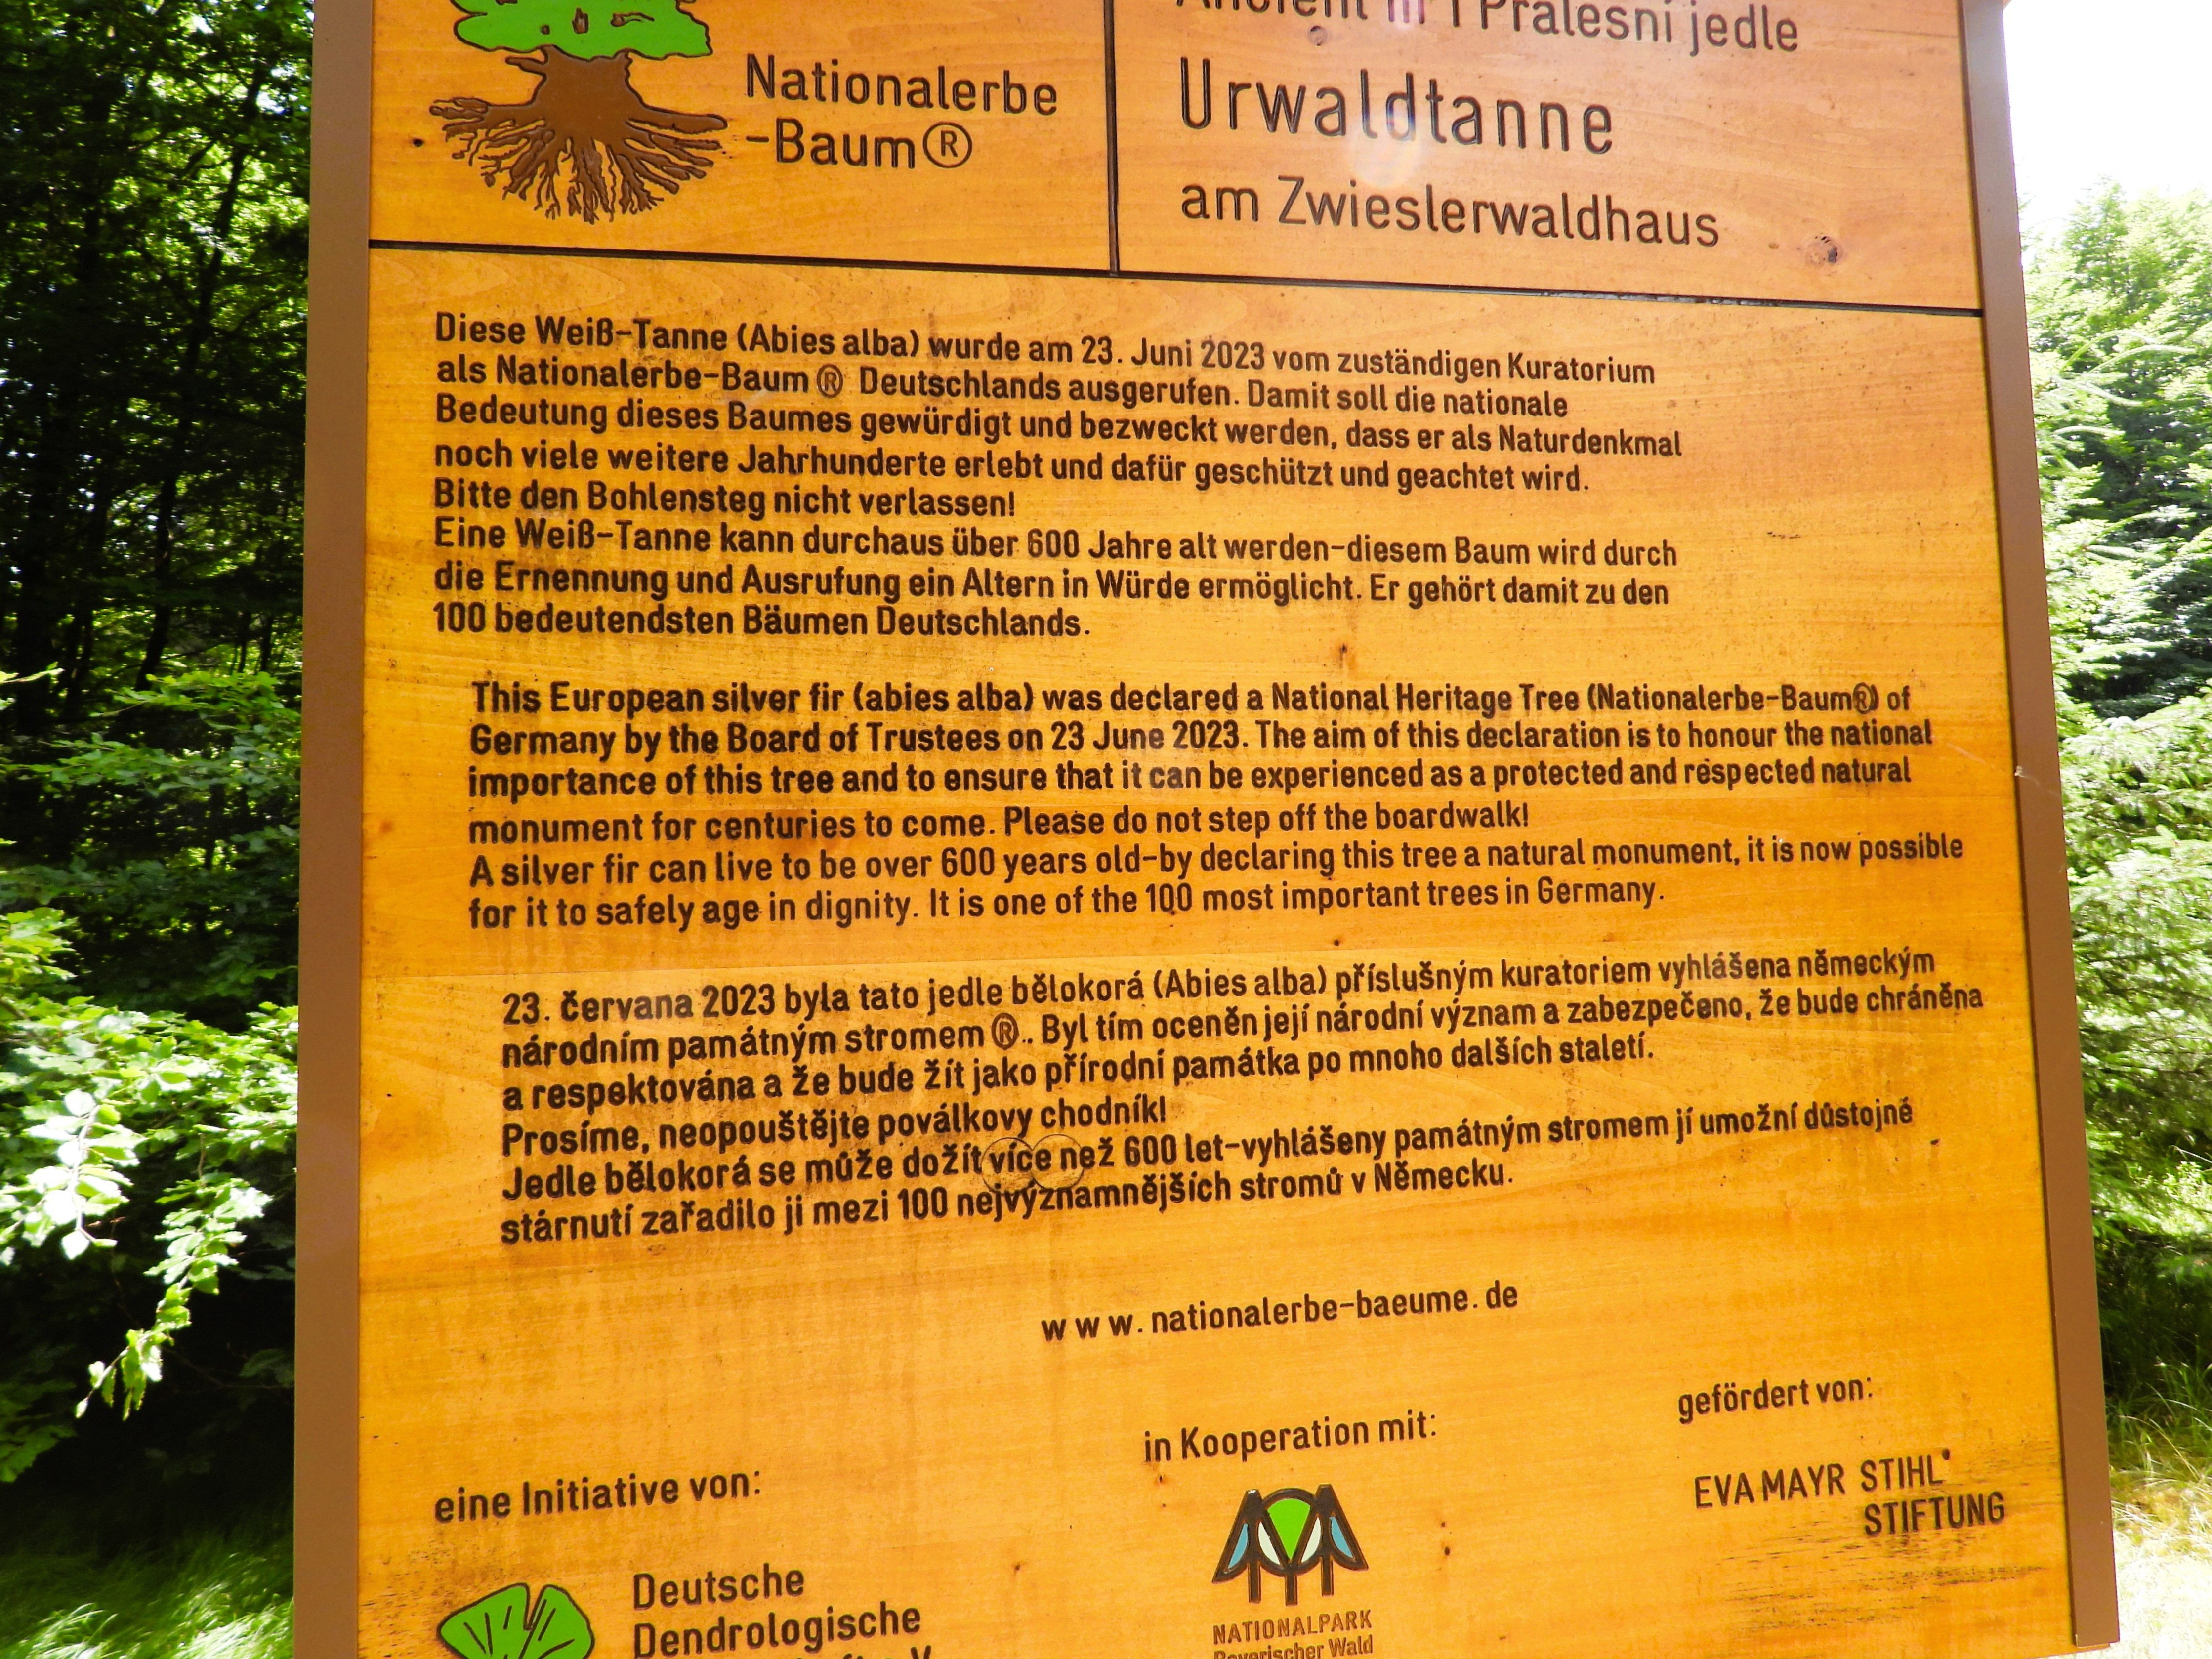 Nationalerbe
-Baum®
Pralesní jedle
Urwaldtanne
am Zwieslerwaldhaus
Diese Weiß-Tanne (Abies alba) wurde am 23. Juni 2023 vom zuständigen Kuratorium
als Nationalerbe-Baum ® Deutschlands ausgerufen. Damit soll die nationale
Bedeutung dieses Baumes gewürdigt und bezweckt werden, dass er als Naturdenkmal
noch viele weitere Jahrhunderte erlebt und dafür geschützt und geachtet wird.
Bitte den Bohlensteg nicht verlassen!
Eine Weiß-Tanne kann durchaus über 600 Jahre alt werden-diesem Baum wird durch
die Ernennung und Ausrufung ein Altern in Würde ermöglicht. Er gehört damit zu den
100 bedeutendsten Bäumen Deutschlands.
This European silver fir (abies alba) was declared a National Heritage Tree (Nationalerbe-Baum®) of
Germany by the Board of Trustees on 23 June 2023. The aim of this declaration is to honour the national
importance of this tree and to ensure that it can be experienced as a protected and respected natural
monument for centuries to come. Please do not step off the boardwalk!
A silver fir can live to be over 600 years old-by declaring this tree a natural monument, it is now possible
for it to safely age in dignity. It is one of the 100 most important trees in Germany.
23. červana 2023 byla tato jedle bělokorá (Abies alba) příslušným kuratoriem vyhlášena německým
národním památným stromem ®.. Byl tím oceněn její národní význam a zabezpečeno, že bude chráněna
a respektována a že bude žít jako přírodní památka po mnoho dalších staletí.
Prosíme, neopouštějte poválkovy chodník!
Jedle bělokorá se může dožít více než 600 let-vyhlášeny památným stromem jí umožní důstojné
stárnutí zařadilo ji mezi 100 nejvýznamnějších stromů v Německu.
www.nationalerbe-baeume.de
eine Initiative von:
in Kooperation mit:
gefördert von:
EVA MAYR STIHL
STIFTUNG
Deutsche
Dendrologische
NATIONALPARK
Bayerischer Wald